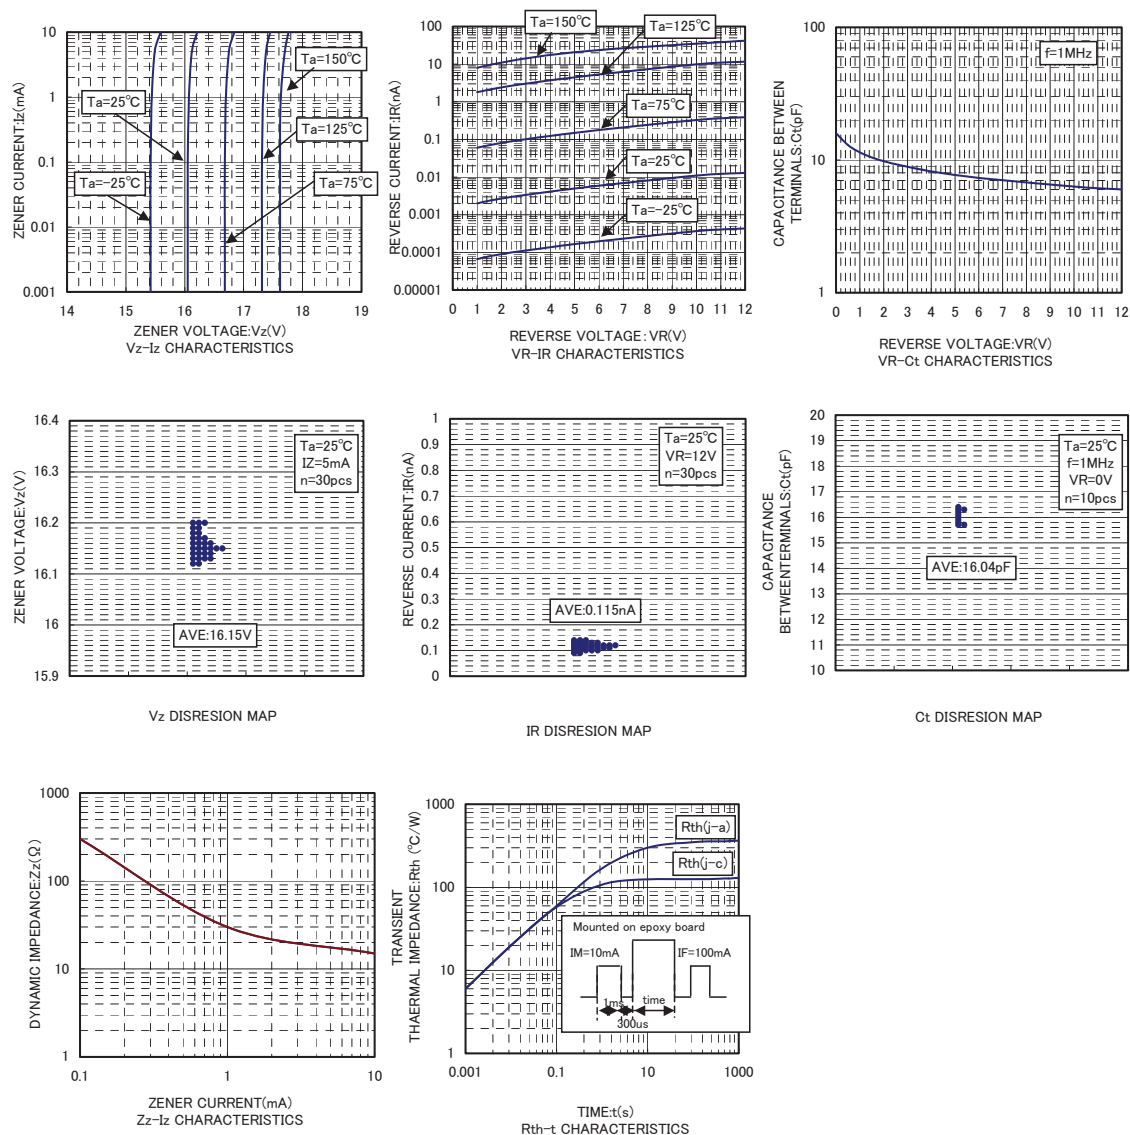 10
1
0.1
0.01
0.001
ZENER CURRENT:Iz(mA)
Ta=150°C
Ta=25°C
Ta=125°C
Ta=-25°C
Ta=75°C
14 15 16 17 18 19
ZENER VOLTAGE:Vz(V)
Vz-Iz CHARACTERISTICS
100
10
1
0.1
0.01
0.001
0.0001
0.00001
REVERSE CURRENT:IR(nA)
Ta=150°C
Ta=125°C
Ta=75°C
Ta=25°C
Ta=-25°C
0 1 2 3 4 5 6 7 8 9 10 11 12
REVERSE VOLTAGE:VR(V)
VR-IR CHARACTERISTICS
100
10
1
CAPACITANCE BETWEEN
TERMINALS:Ct(pF)
f=1MHz
0 1 2 3 4 5 6 7 8 9 10 11 12
REVERSE VOLTAGE:VR(V)
VR-Ct CHARACTERISTICS
16.4
16.3
16.2
16.1
16
15.9
ZENER VOLTAGE:Vz(V)
Ta=25°C
IZ=5mA
n=30pcs
AVE:16.15V
Vz DISRESION MAP
1
0.9
0.8
0.7
0.6
0.5
0.4
0.3
0.2
0.1
0
REVERSE CURRENT:IR(nA)
Ta=25°C
VR=12V
n=30pcs
AVE:0.115nA
IR DISRESION MAP
20
19
18
17
16
15
14
13
12
11
10
CAPACITANCE
BETWEENTERMINALS:Ct(pF)
Ta=25°C
f=1MHz
VR=0V
n=10pcs
AVE:16.04pF
Ct DISRESION MAP
1000
100
10
1
DYNAMIC IMPEDANCE:Zz(Ω)
0.1 1 10
ZENER CURRENT(mA)
Zz-Iz CHARACTERISTICS
1000
100
10
1
TRANSIENT
THAERMAL IMPEDANCE:Rth (°C/W)
Rth(j-a)
Rth(j-c)
Mounted on epoxy board
IM=10mA IF=100mA
1ms time
300us
0.001 0.1 10 1000
TIME:t(s)
Rth-t CHARACTERISTICS